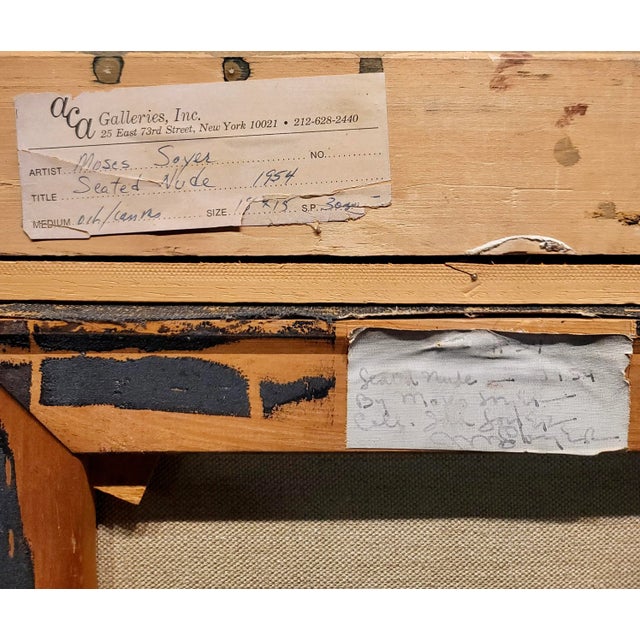 aca Galleries, Inc.
25 East 73rd Street, New York 10021 • 212-628-2440
ARTIST Moses Soyer NO.
TITLE Seated Nude 1954
MEDIUM oil/canvas SIZE S.P.
Seated Nude
By Moses Soyer